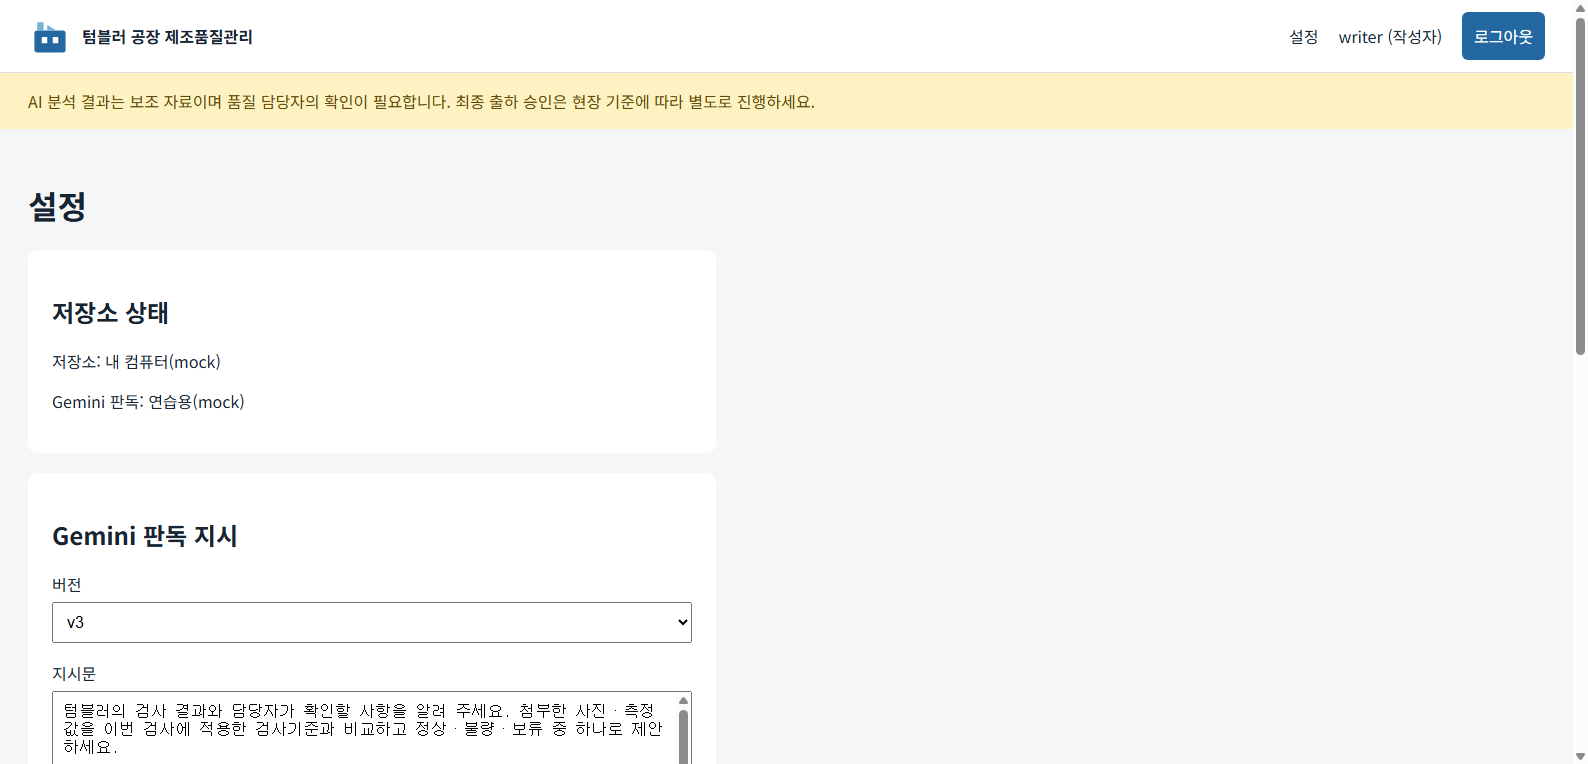 텀블러 공장 제조품질관리
설정
writer (작성자)
로그아웃
AI 분석 결과는 보조 자료이며 품질 담당자의 확인이 필요합니다. 최종 출하 승인은 현장 기준에 따라 별도로 진행하세요.
설정
저장소 상태
저장소: 내 컴퓨터(mock)
Gemini 판독: 연습용(mock)
Gemini 판독 지시
버전
v3
지시문
텀블러의 검사 결과와 담당자가 확인할 사항을 알려 주세요. 첨부한 사진·측정
값을 이번 검사에 적용한 검사기준과 비교하고 정상·불량·보류 중 하나로 제안
하세요.